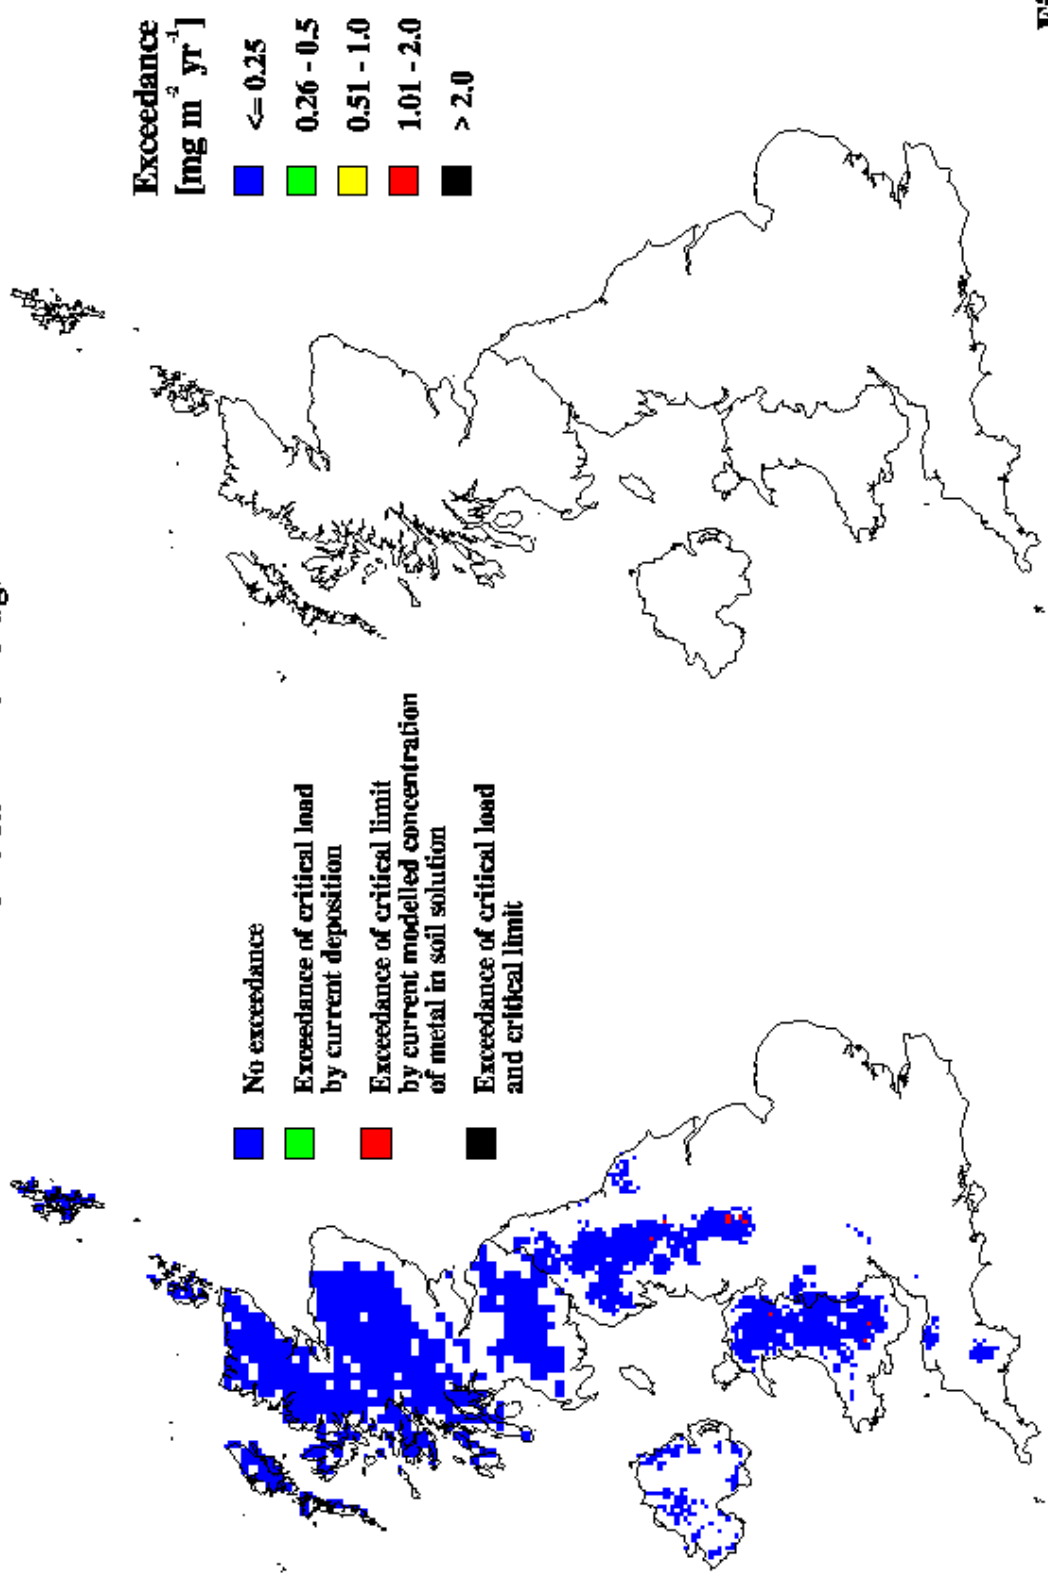 No exceedance
Exceedance of critical load
by current deposition
Exceedance of critical limit
by current modelled concentration
of metal in soil solution
Exceedance of critical load
and critical limit
Exceedance
[mg m⁻² yr⁻¹]
<= 0.25
0.26 - 0.5
0.51 - 1.0
1.01 - 2.0
> 2.0